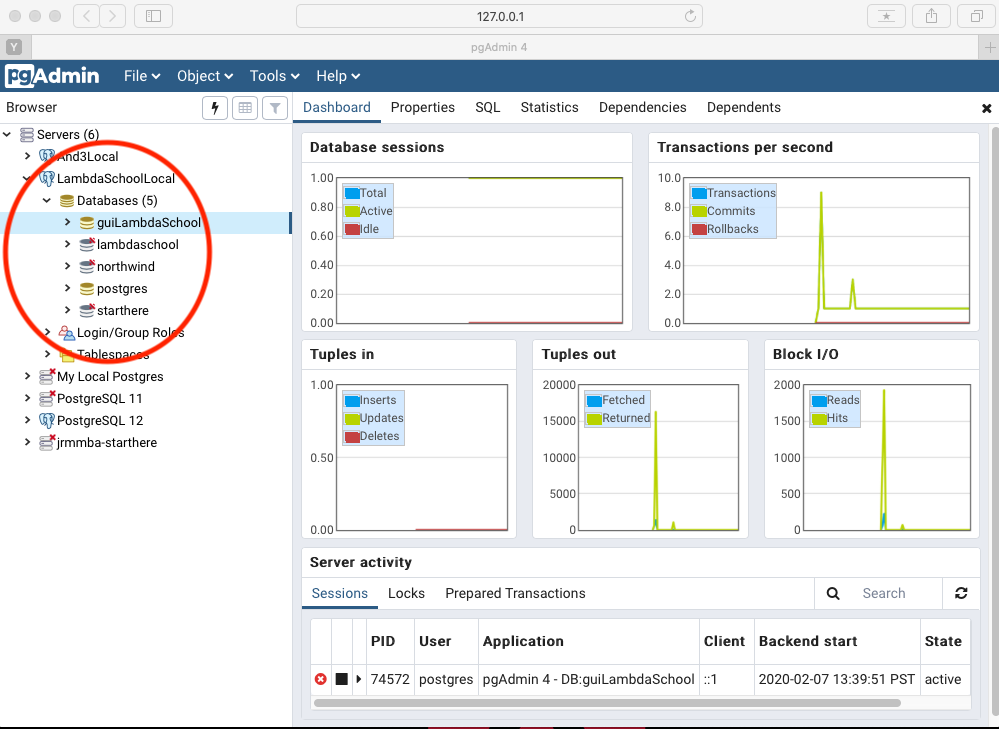 127.0.0.1
Y
pgAdmin 4
pgAdmin File Object Tools Help
Browser
Dashboard Properties SQL Statistics Dependencies Dependents
Servers (6)
And3Local
LambdaSchoolLocal
Databases (5)
guiLambdaSchool
lambdaschool
northwind
postgres
starthere
Login/Group Roles
Tablespaces
My Local Postgres
PostgreSQL 11
PostgreSQL 12
jrmmba-starthere
Database sessions
1.00
0.80
0.60
0.40
0.20
0.00
Total
Active
Idle
Transactions per second
10.0
8.0
6.0
4.0
2.0
0.0
Transactions
Commits
Rollbacks
Tuples in
1.00
0.50
0.00
Inserts
Updates
Deletes
Tuples out
20000
15000
10000
5000
0
Fetched
Returned
Block I/O
2000
1500
1000
500
0
Reads
Hits
Server activity
Sessions Locks Prepared Transactions Search
PID User Application Client Backend start State
74572 postgres pgAdmin 4 - DB:guiLambdaSchool ::1 2020-02-07 13:39:51 PST active